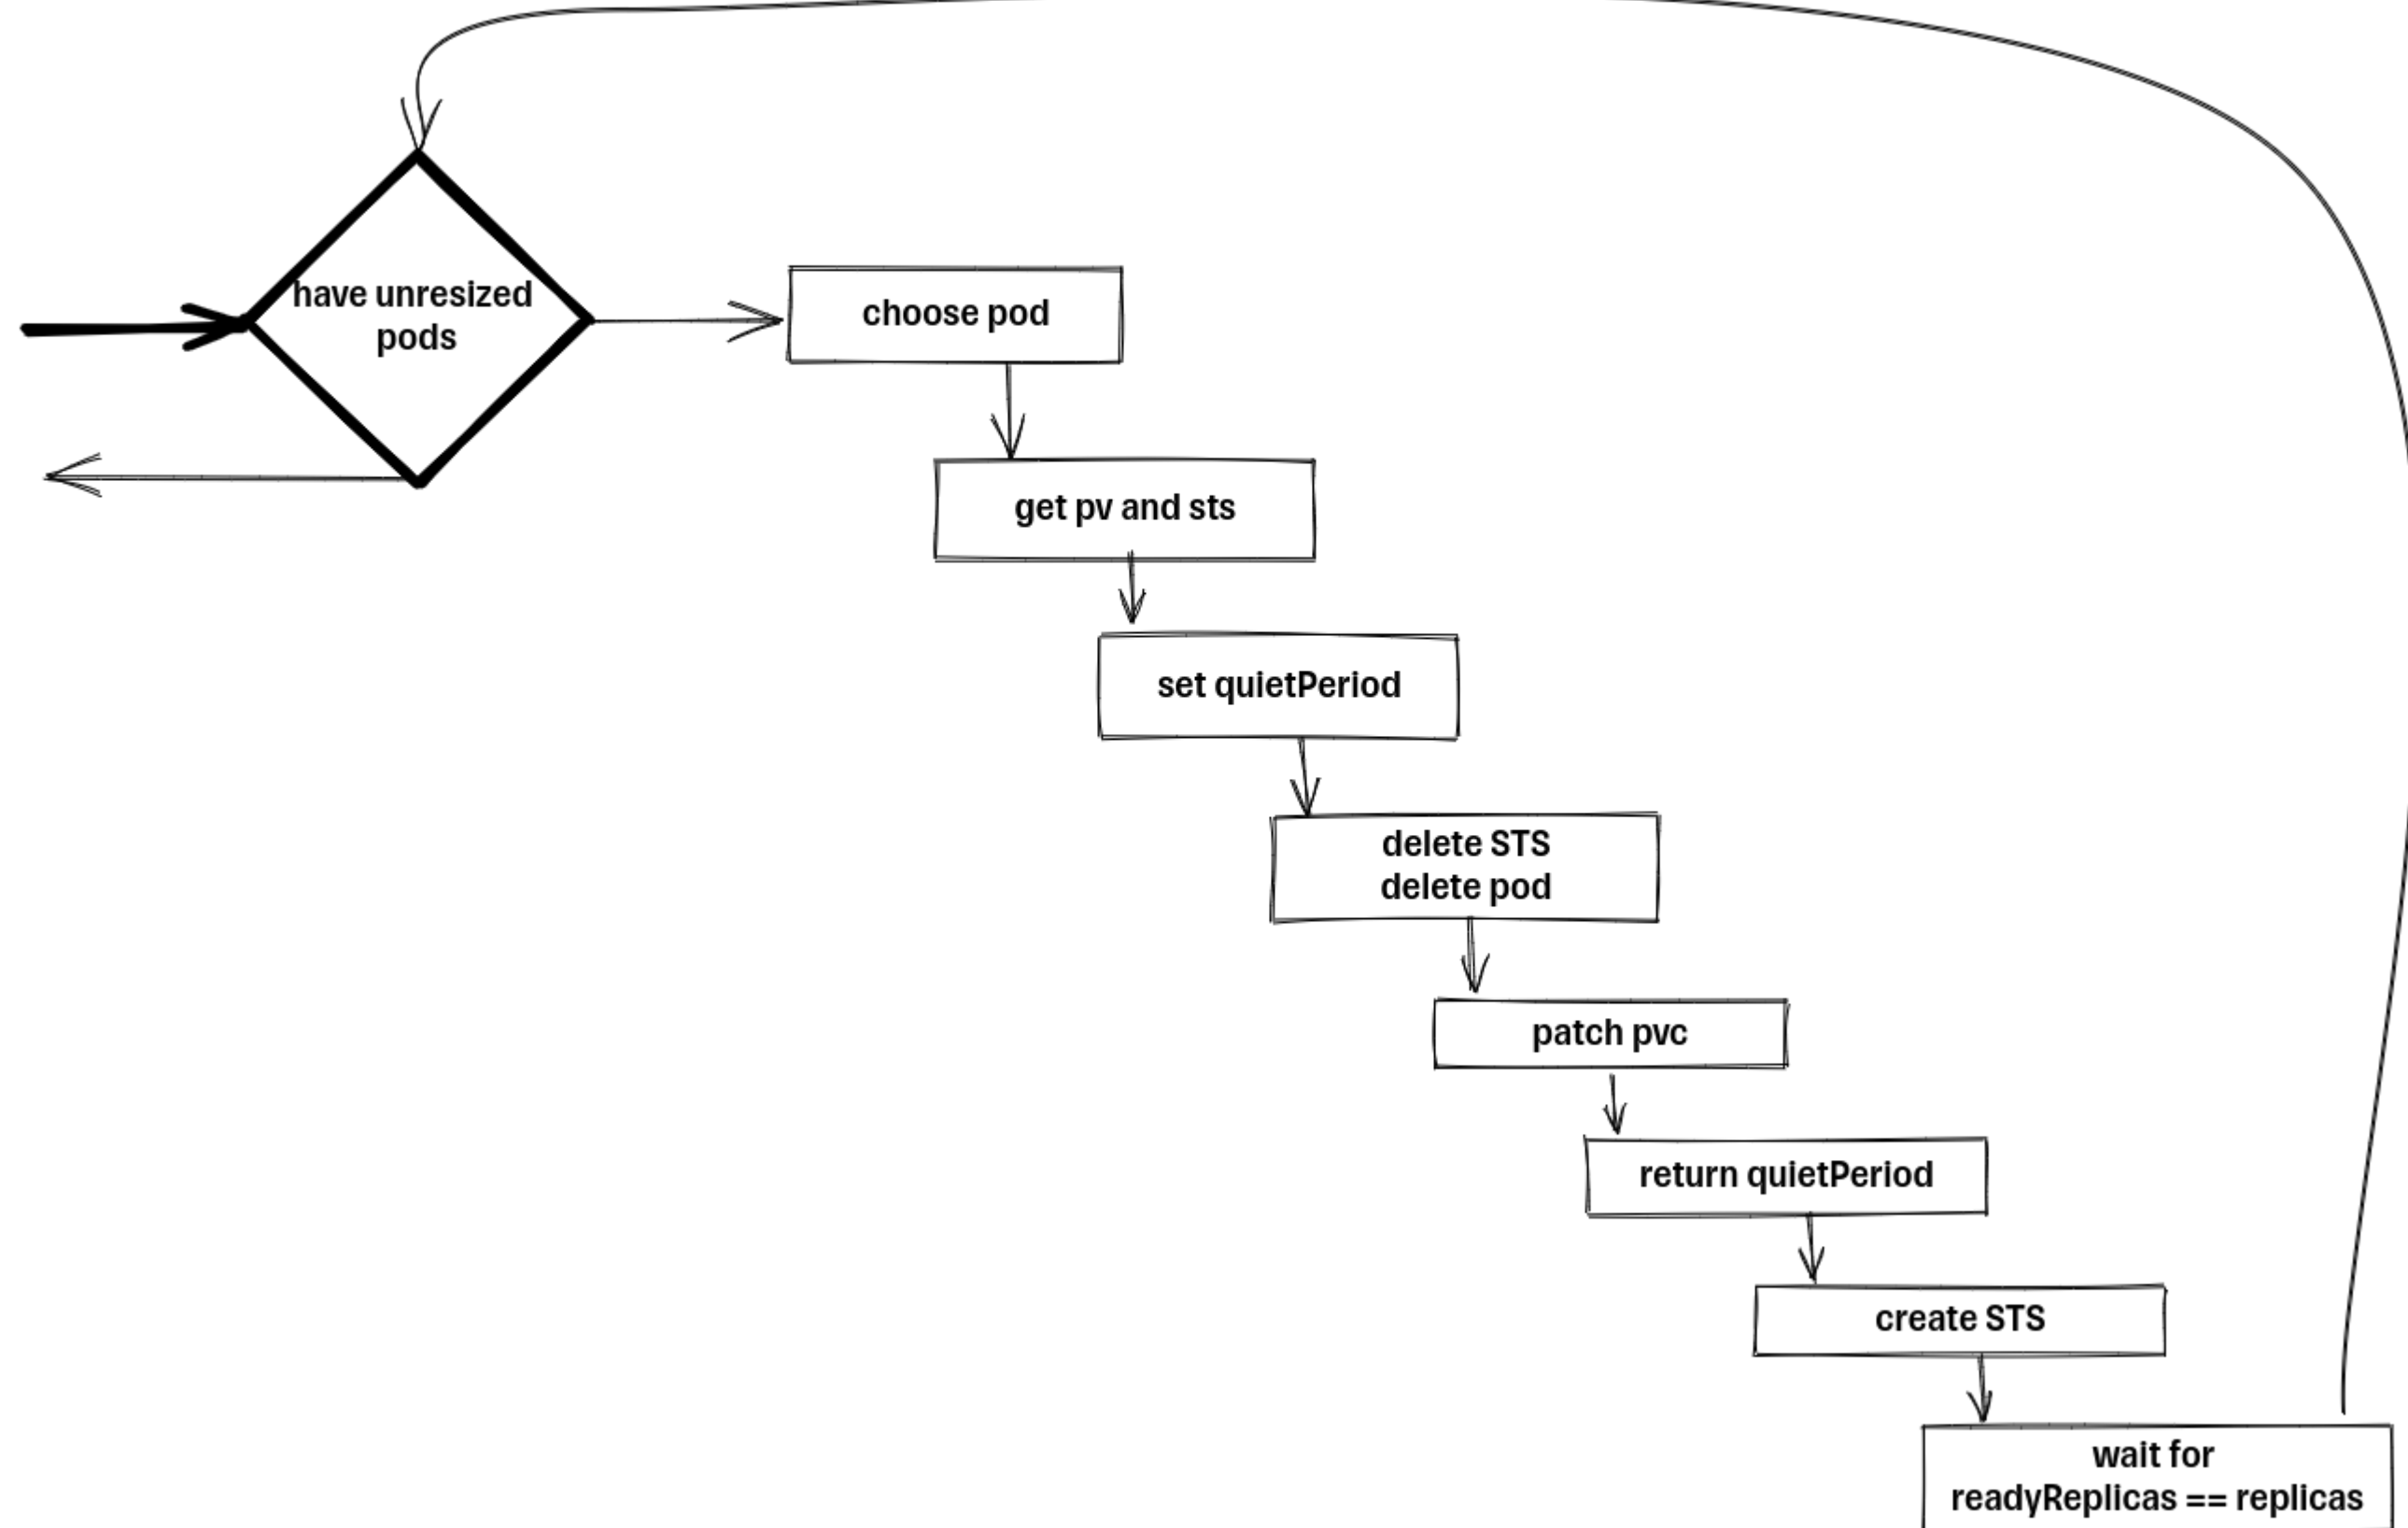 have unresized
pods
choose pod
get pv and sts
set quietPeriod
delete STS
delete pod
patch pvc
return quietPeriod
create STS
wait for
readyReplicas == replicas